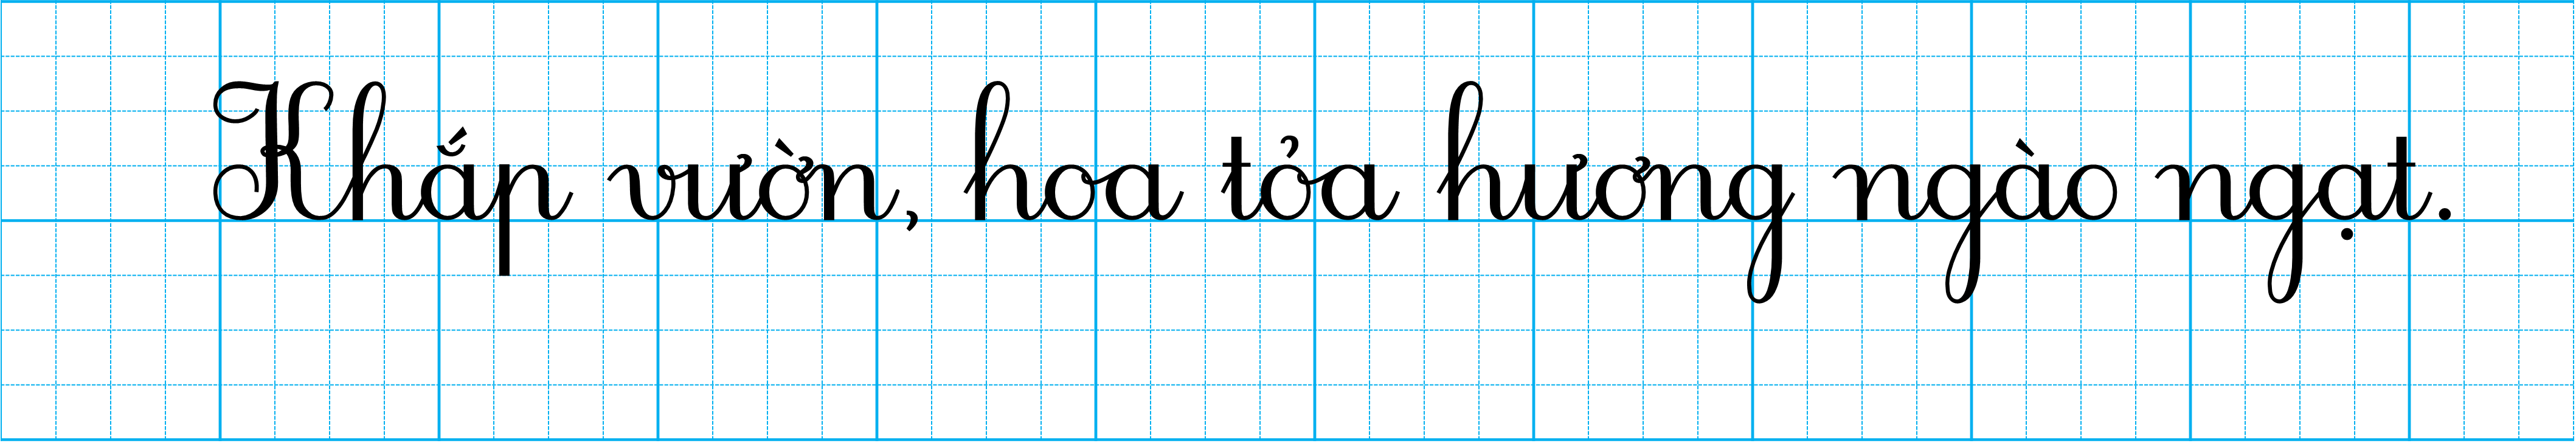 Khắp vườn, hoa tỏa hương ngào ngạt.